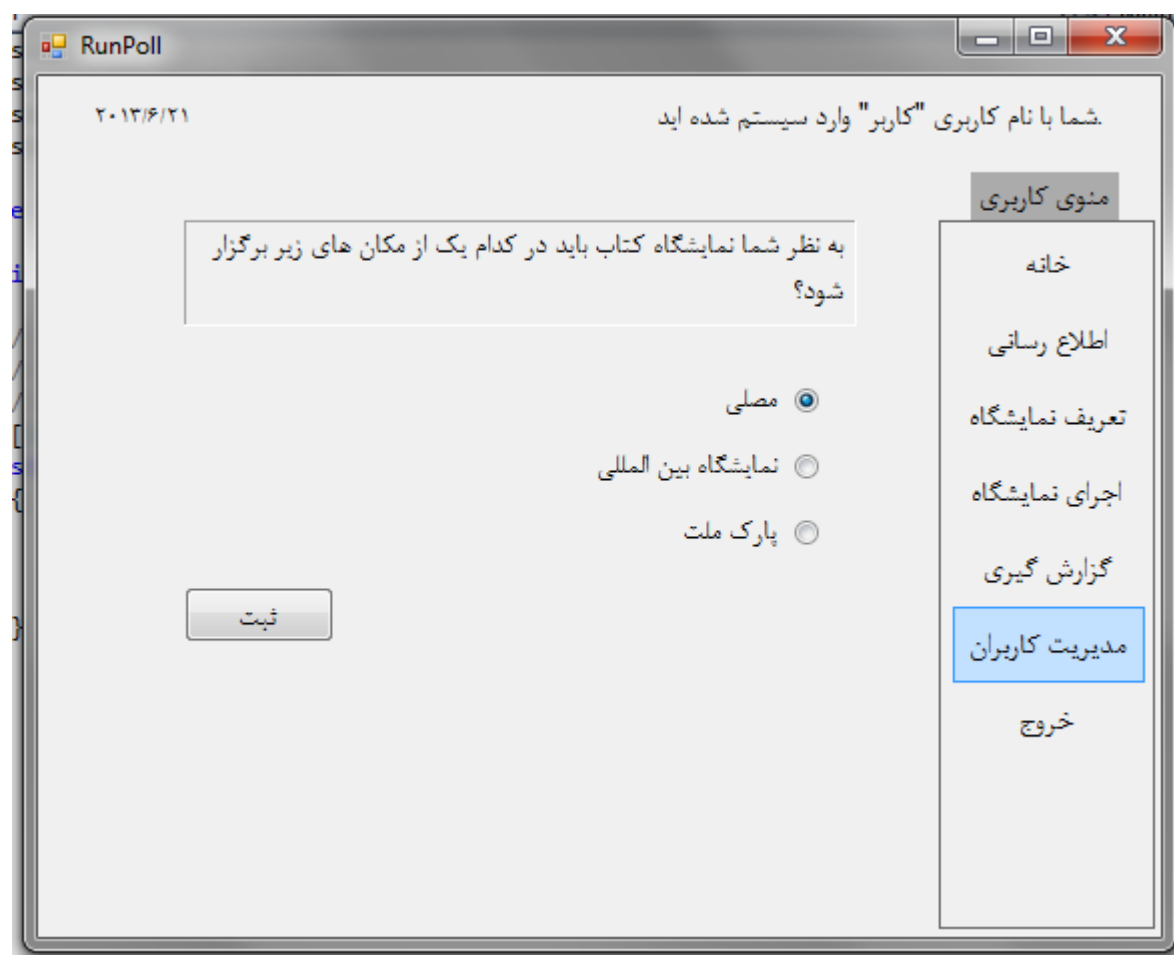 RunPoll
.شما با نام کاربری "کاربر" وارد سیستم شده اید
۲۰۱۳/۶/۲۱
منوی کاربری
خانه
اطلاع رسانی
تعریف نمایشگاه
اجرای نمایشگاه
گزارش گیری
مدیریت کاربران
خروج
به نظر شما نمایشگاه کتاب باید در کدام یک از مکان های زیر برگزار
شود؟
مصلی
نمایشگاه بین المللی
پارک ملت
ثبت